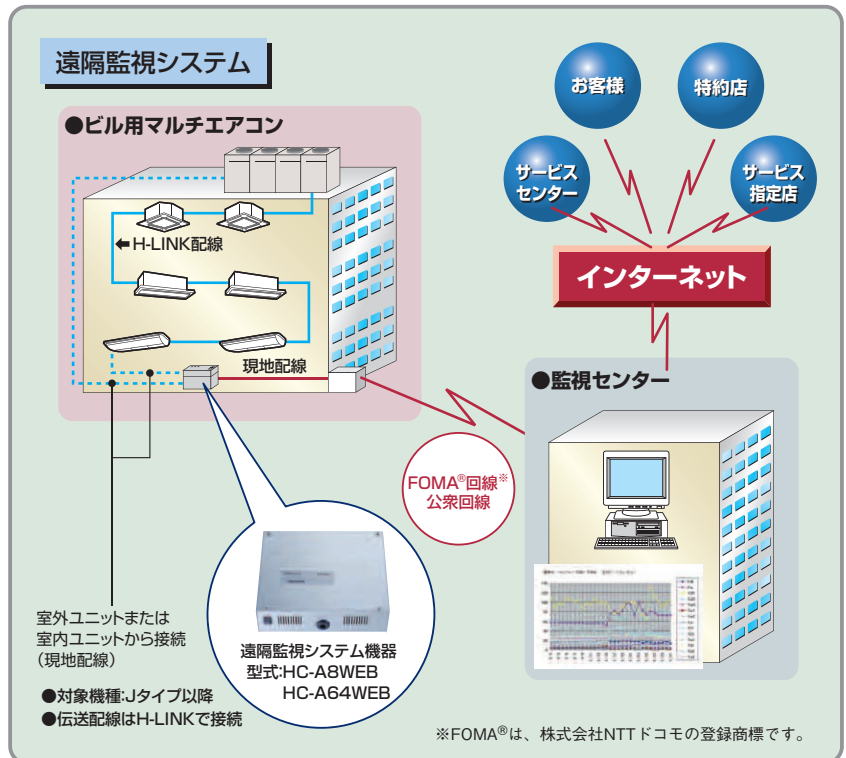 遠隔監視システム
●ビル用マルチエアコン
H-LINK配線
現地配線
お客様
特約店
サービス
センター
サービス
指定店
インターネット
●監視センター
FOMA®回線※
公衆回線
遠隔監視システム機器
型式:HC-A8WEB
HC-A64WEB
室外ユニットまたは
室内ユニットから接続
（現地配線）
●対象機種:Jタイプ以降
●伝送配線はH-LINKで接続
※FOMA®は、株式会社NTTドコモの登録商標です。